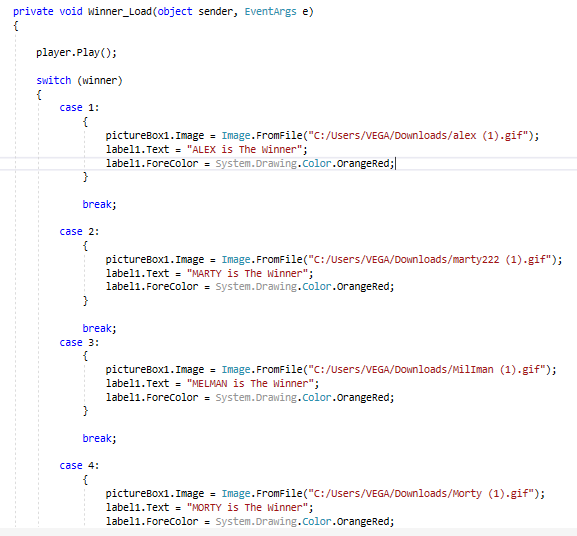 private void Winner_Load(object sender, EventArgs e)
{
player.Play();
switch (winner)
{
case 1:
{
pictureBox1.Image = Image.FromFile("C:/Users/VEGA/Downloads/alex (1).gif");
label1.Text = "ALEX is The Winner";
label1.ForeColor = System.Drawing.Color.OrangeRed;
}
break;
case 2:
{
pictureBox1.Image = Image.FromFile("C:/Users/VEGA/Downloads/marty222 (1).gif");
label1.Text = "MARTY is The Winner";
label1.ForeColor = System.Drawing.Color.OrangeRed;
}
break;
case 3:
{
pictureBox1.Image = Image.FromFile("C:/Users/VEGA/Downloads/MilIman (1).gif");
label1.Text = "MELMAN is The Winner";
label1.ForeColor = System.Drawing.Color.OrangeRed;
}
break;
case 4:
{
pictureBox1.Image = Image.FromFile("C:/Users/VEGA/Downloads/Morty (1).gif");
label1.Text = "MORTY is The Winner";
label1.ForeColor = System.Drawing.Color.OrangeRed;